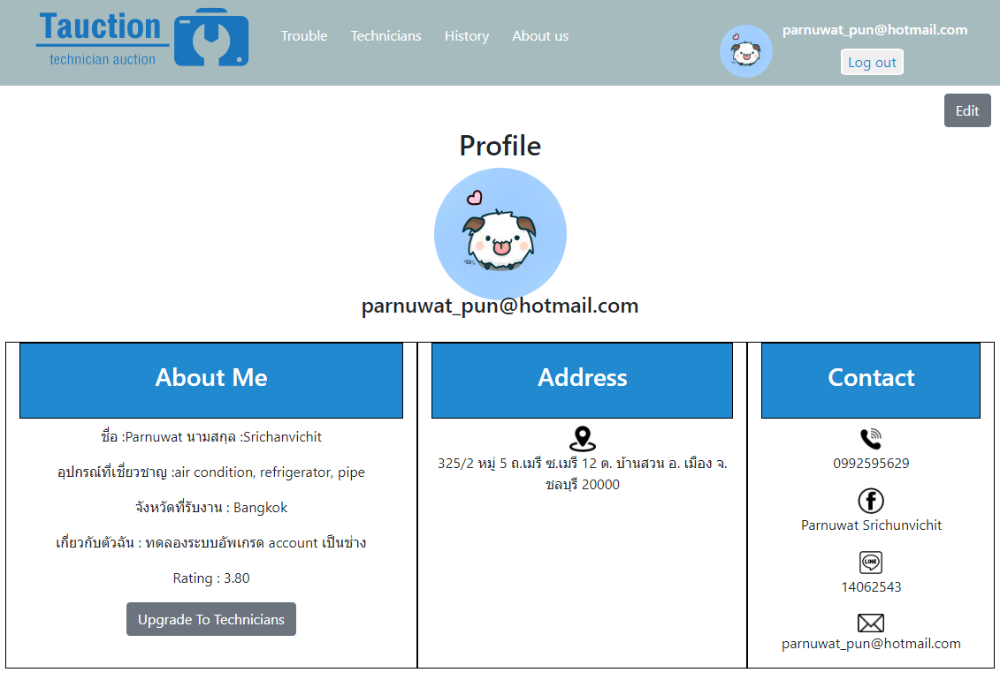 Tauction
technician auction
Trouble
Technicians
History
About us
parnuwat_pun@hotmail.com
Log out
Edit
Profile
parnuwat_pun@hotmail.com
About Me
ชื่อ :Parnuwat นามสกุล :Srichanvichit
อุปกรณ์ที่เชี่ยวชาญ :air condition, refrigerator, pipe
จังหวัดที่รับงาน : Bangkok
เกี่ยวกับตัวฉัน : ทดลองระบบอัพเกรด account เป็นช่าง
Rating : 3.80
Upgrade To Technicians
Address
325/2 หมู่ 5 ถ.เมรี ซ.เมรี 12 ต. บ้านสวน อ. เมือง จ.
ชลบุรี 20000
Contact
0992595629
Parnuwat Srichunvichit
LINE
14062543
parnuwat_pun@hotmail.com